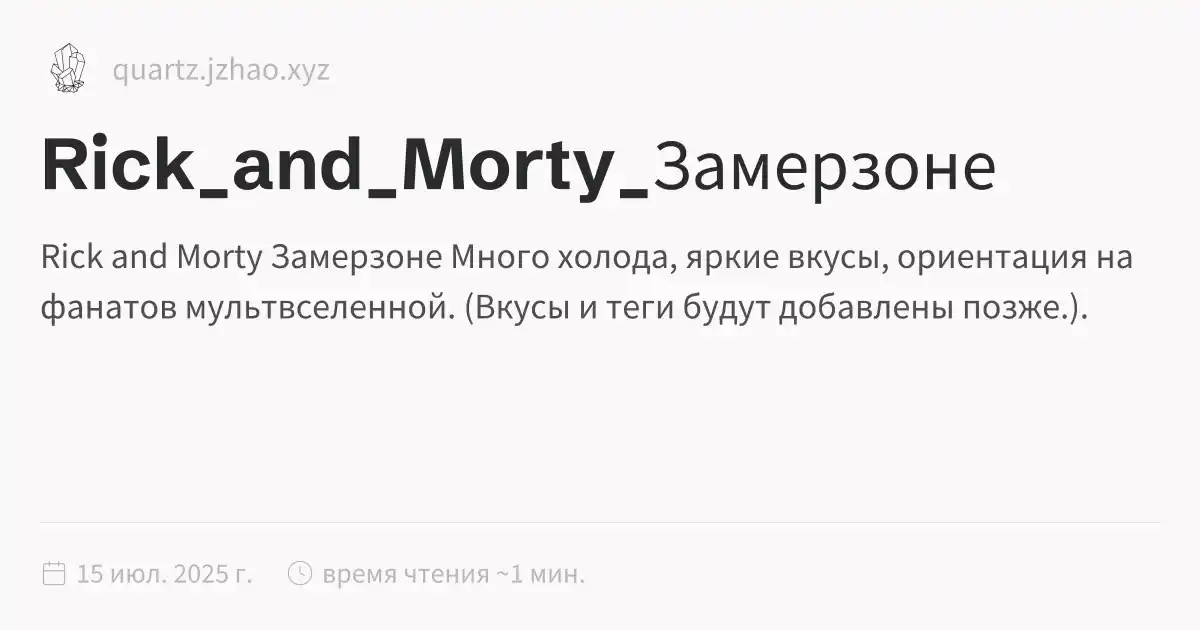 quartz.jzhao.xyz
Rick_and_Morty_Замерзоне
Rick and Morty Замерзоне Много холода, яркие вкусы, ориентация на
фанатов мультвселенной. (Вкусы и теги будут добавлены позже.).
15 июл. 2025 г. время чтения ~1 мин.